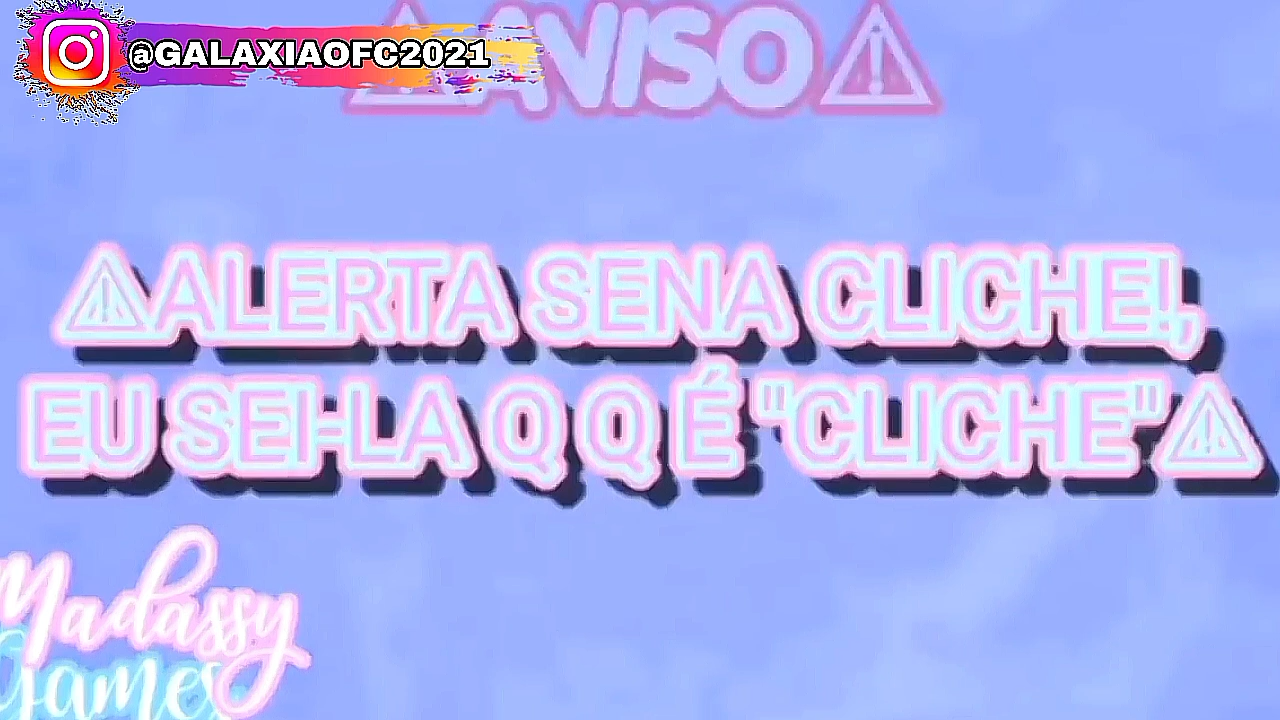 @GALAXIAOFC2021
⚠AVISO⚠
⚠ALERTA SENA CLICHE!,
EU SEI-LA Q Q É "CLICHE"⚠
Madassy
Games